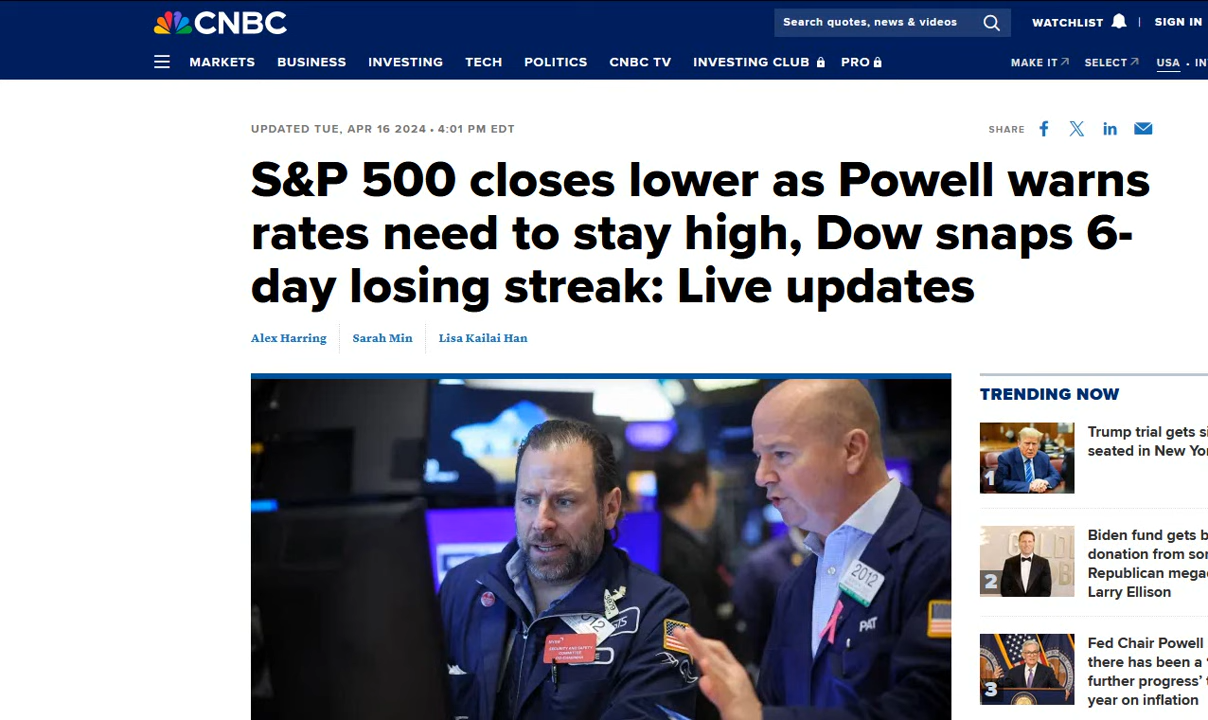 CNBC
Search quotes, news & videos
WATCHLIST
|
SIGN IN
MARKETS
BUSINESS
INVESTING
TECH
POLITICS
CNBC TV
INVESTING CLUB
PRO
MAKE IT
SELECT
USA • IN
UPDATED TUE, APR 16 2024 • 4:01 PM EDT
SHARE
S&P 500 closes lower as Powell warns
rates need to stay high, Dow snaps 6-
day losing streak: Live updates
Alex Harring
Sarah Min
Lisa Kailai Han
TRENDING NOW
1
Trump trial gets
seated in New
2
Biden fund gets
donation from
Republican
Larry Ellison
3
Fed Chair Powell
there has been a
further progress’
year on inflation
2012
PAT